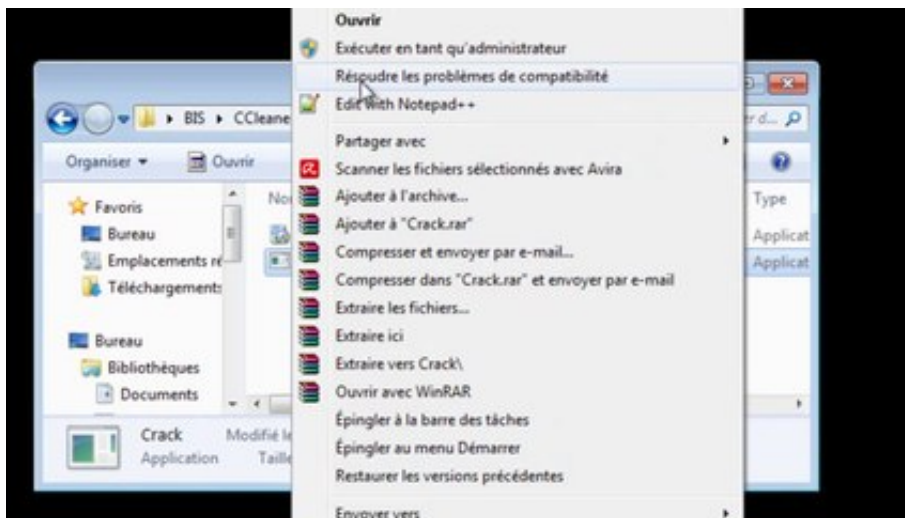 Ouvrir
Exécuter en tant qu'administrateur
Résoudre les problèmes de compatibilité
Edit with Notepad++
BIS
CCleane
Organiser
Ouvrir
Partager avec
Scanner les fichiers sélectionnés avec Avira
Type
Favoris
Ajouter à l'archive...
Bureau
Ajouter à "Crack.rar"
Applicat
Emplacements ré
Compresser et envoyer par e-mail...
Applicat
Téléchargements
Compresser dans "Crack.rar" et envoyer par e-mail
Extraire les fichiers...
Bureau
Extraire ici
Bibliothèques
Extraire vers Crack\
Documents
Ouvrir avec WinRAR
Épingler à la barre des tâches
Crack
Modifié le
Épingler au menu Démarrer
Application
Taille
Restaurer les versions précédentes
Envoyer vers